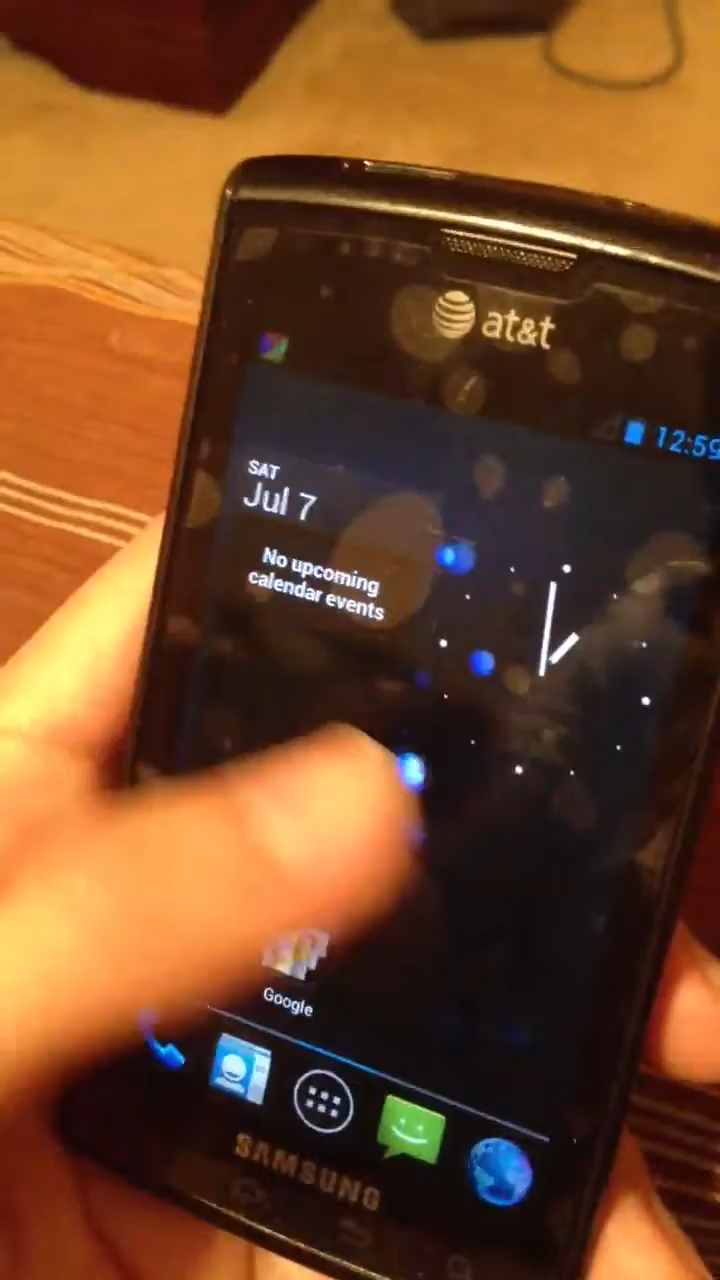 at&t
12:59
SAT
Jul 7
No upcoming
calendar events
Google
SAMSUNG